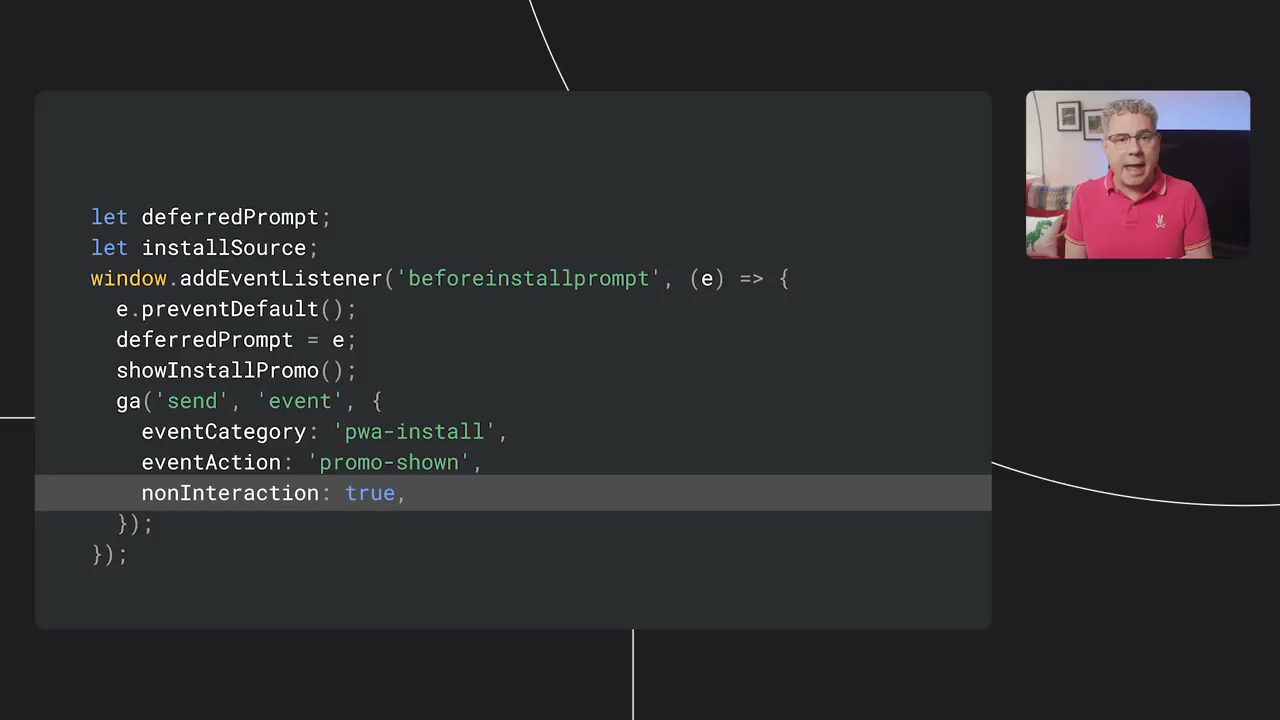 let deferredPrompt;
let installSource;
window.addEventListener('beforeinstallprompt', (e) => {
  e.preventDefault();
  deferredPrompt = e;
  showInstallPromo();
  ga('send', 'event', {
    eventCategory: 'pwa-install',
    eventAction: 'promo-shown',
    nonInteraction: true,
  });
});